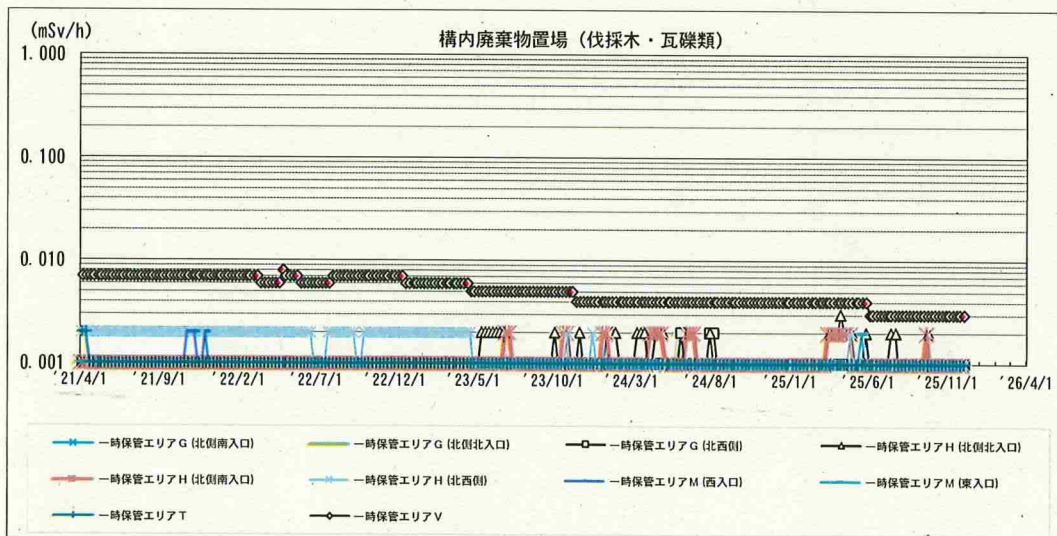 (mSv/h)
構内廃棄物置場（伐採木・瓦礫類）
1.000
0.100
0.010
0.001
'21/4/1 '21/9/1 '22/2/1 '22/7/1 '22/12/1 '23/5/1 '23/10/1 '24/3/1 '24/8/1 '25/1/1 '25/6/1 '25/11/1 '26/4/1
一時保管エリアG(北側南入口) 一時保管エリアG(北側北入口) 一時保管エリアG(北西側) 一時保管エリアH(北側北入口)
一時保管エリアH(北側南入口) 一時保管エリアH(北西側) 一時保管エリアM(西入口) 一時保管エリアM(東入口)
一時保管エリアT 一時保管エリアV